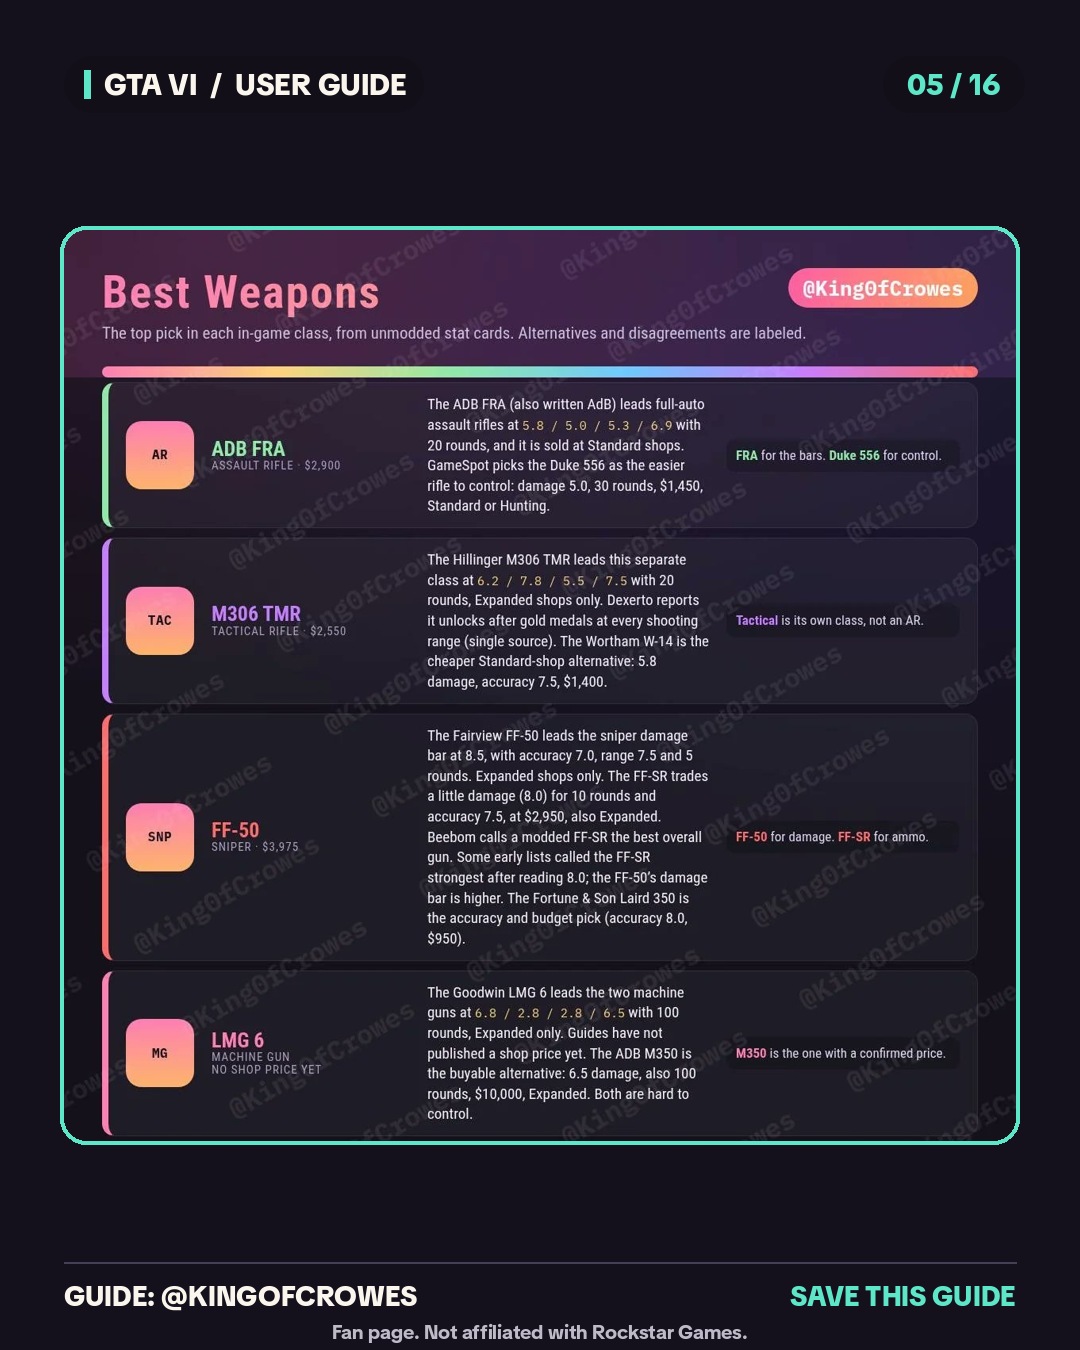 GTA VI / USER GUIDE
05 / 16
Best Weapons
@KingOfCrowes
The top pick in each in-game class, from unmodded stat cards. Alternatives and disagreements are labeled.
AR
ADB FRA
ASSAULT RIFLE · $2,900
The ADB FRA (also written AdB) leads full-auto
assault rifles at 5.8 / 5.0 / 5.3 / 6.9 with
20 rounds, and it is sold at Standard shops.
GameSpot picks the Duke 556 as the easier
rifle to control: damage 5.0, 30 rounds, $1,450,
Standard or Hunting.
FRA for the bars. Duke 556 for control.
TAC
M306 TMR
TACTICAL RIFLE · $2,550
The Hillinger M306 TMR leads this separate
class at 6.2 / 7.8 / 5.5 / 7.5 with 20
rounds, Expanded shops only. Dexerto reports
it unlocks after gold medals at every shooting
range (single source). The Wortham W-14 is the
cheaper Standard-shop alternative: 5.8
damage, accuracy 7.5, $1,400.
Tactical is its own class, not an AR.
SNP
FF-50
SNIPER · $3,975
The Fairview FF-50 leads the sniper damage
bar at 8.5, with accuracy 7.0, range 7.5 and 5
rounds. Expanded shops only. The FF-SR trades
a little damage (8.0) for 10 rounds and
accuracy 7.5, at $2,950, also Expanded.
Beebom calls a modded FF-SR the best overall
gun. Some early lists called the FF-SR
strongest after reading 8.0; the FF-50's damage
bar is higher. The Fortune & Son Laird 350 is
the accuracy and budget pick (accuracy 8.0,
$950).
FF-50 for damage. FF-SR for ammo.
MG
LMG 6
MACHINE GUN
NO SHOP PRICE YET
The Goodwin LMG 6 leads the two machine
guns at 6.8 / 2.8 / 2.8 / 6.5 with 100
rounds, Expanded only. Guides have not
published a shop price yet. The ADB M350 is
the buyable alternative: 6.5 damage, also 100
rounds, $10,000, Expanded. Both are hard to
control.
M350 is the one with a confirmed price.
GUIDE: @KINGOFCROWES
SAVE THIS GUIDE
Fan page. Not affiliated with Rockstar Games.